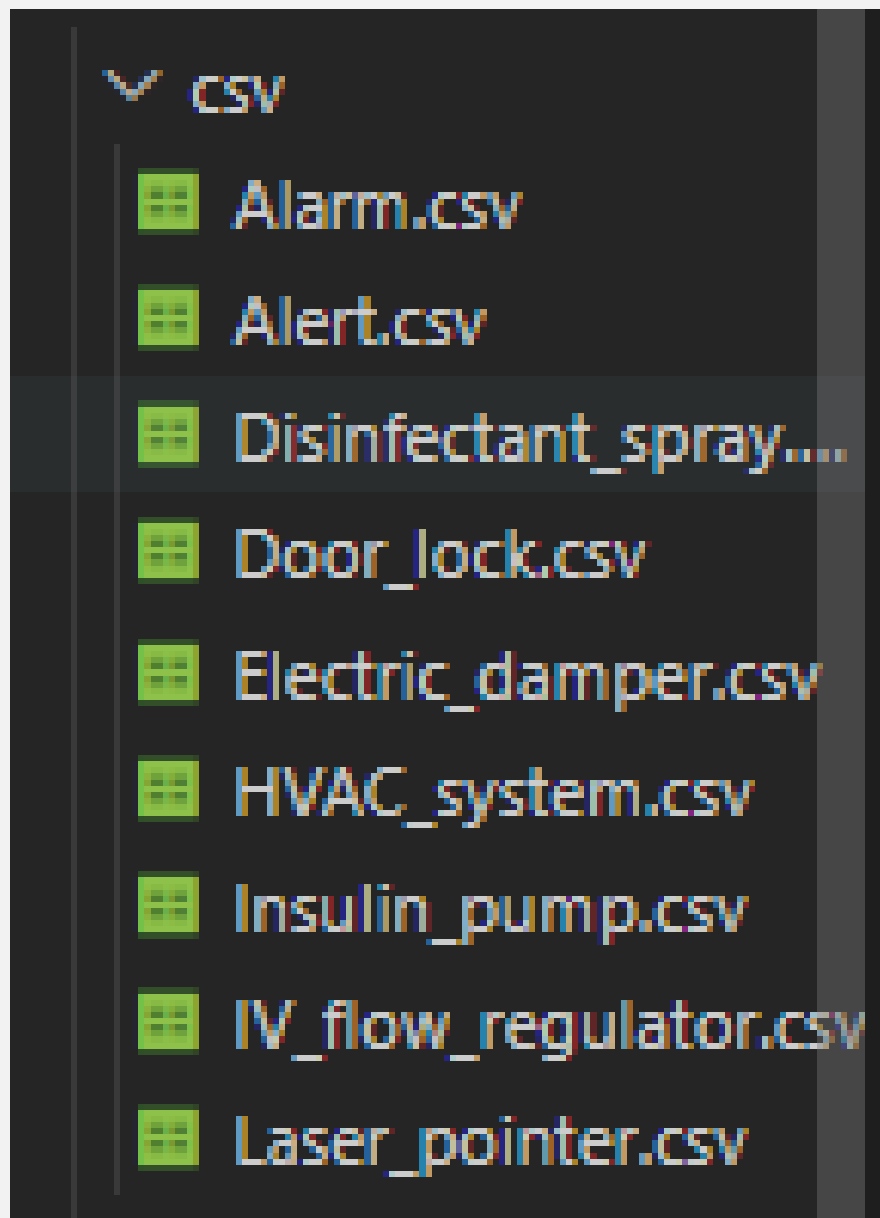 csv
Alarm.csv
Alert.csv
Disinfectant_spray....
Door_lock.csv
Electric_damper.csv
HVAC_system.csv
Insulin_pump.csv
IV_flow_regulator.csv
Laser_pointer.csv